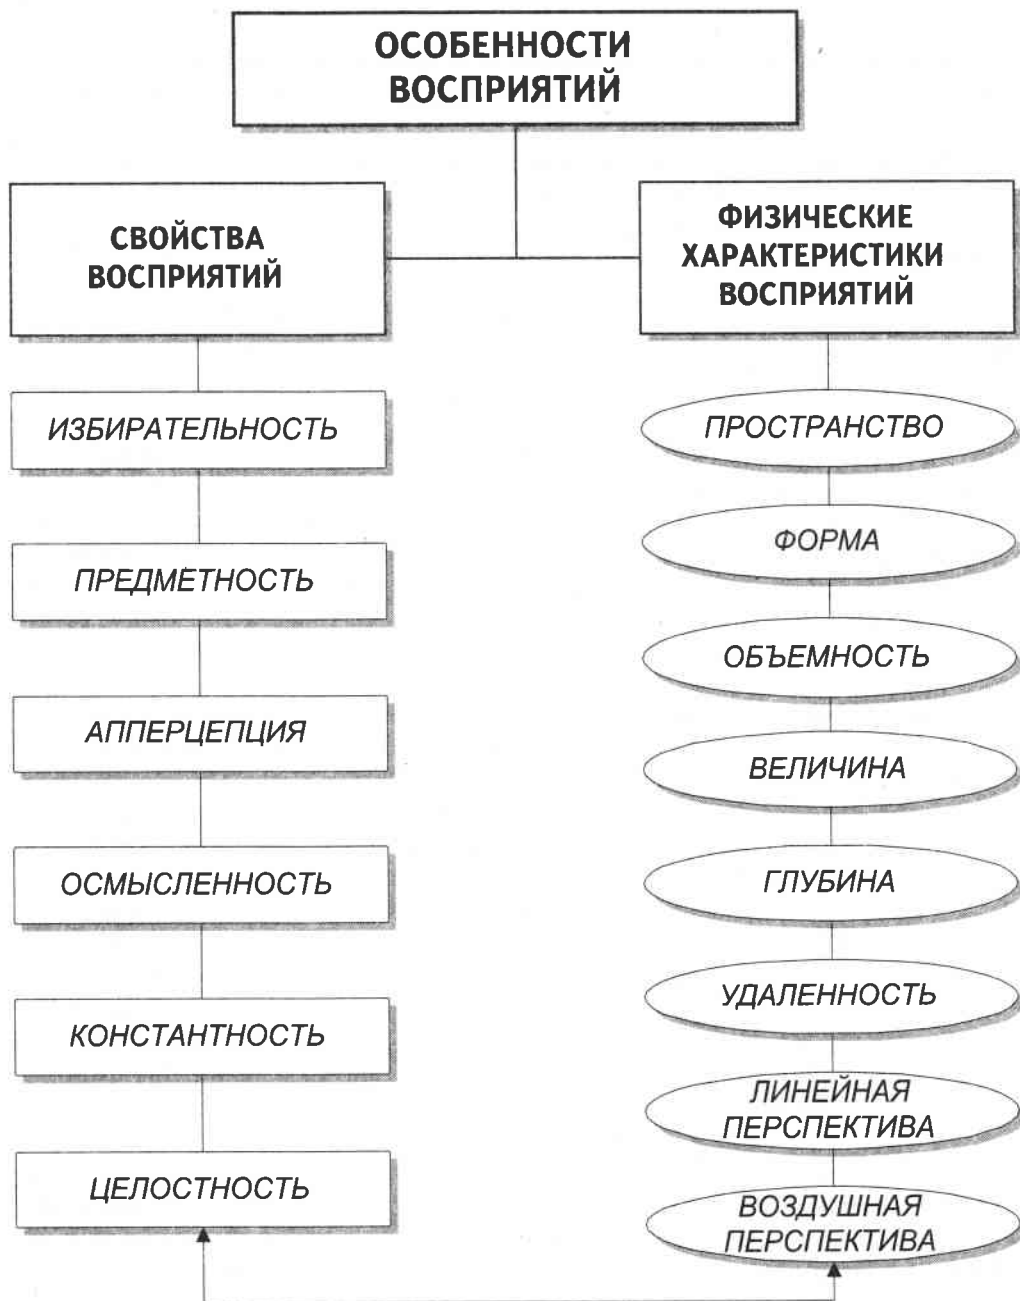 ОСОБЕННОСТИ
ВОСПРИЯТИЙ
СВОЙСТВА
ВОСПРИЯТИЙ
ФИЗИЧЕСКИЕ
ХАРАКТЕРИСТИКИ
ВОСПРИЯТИЙ
ИЗБИРАТЕЛЬНОСТЬ
ПРЕДМЕТНОСТЬ
АППЕРЦЕПЦИЯ
ОСМЫСЛЕННОСТЬ
КОНСТАНТНОСТЬ
ЦЕЛОСТНОСТЬ
ПРОСТРАНСТВО
ФОРМА
ОБЪЕМНОСТЬ
ВЕЛИЧИНА
ГЛУБИНА
УДАЛЕННОСТЬ
ЛИНЕЙНАЯ
ПЕРСПЕКТИВА
ВОЗДУШНАЯ
ПЕРСПЕКТИВА